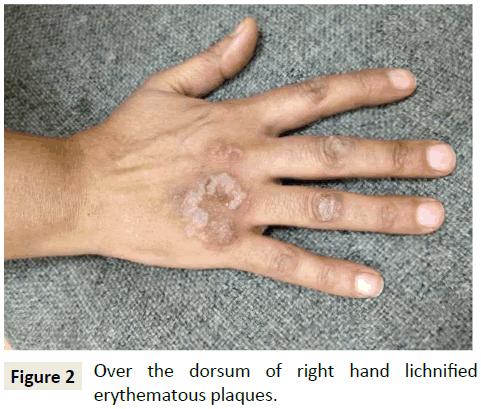 Figure 2 Over the dorsum of right hand lichnified
erythematous plaques.